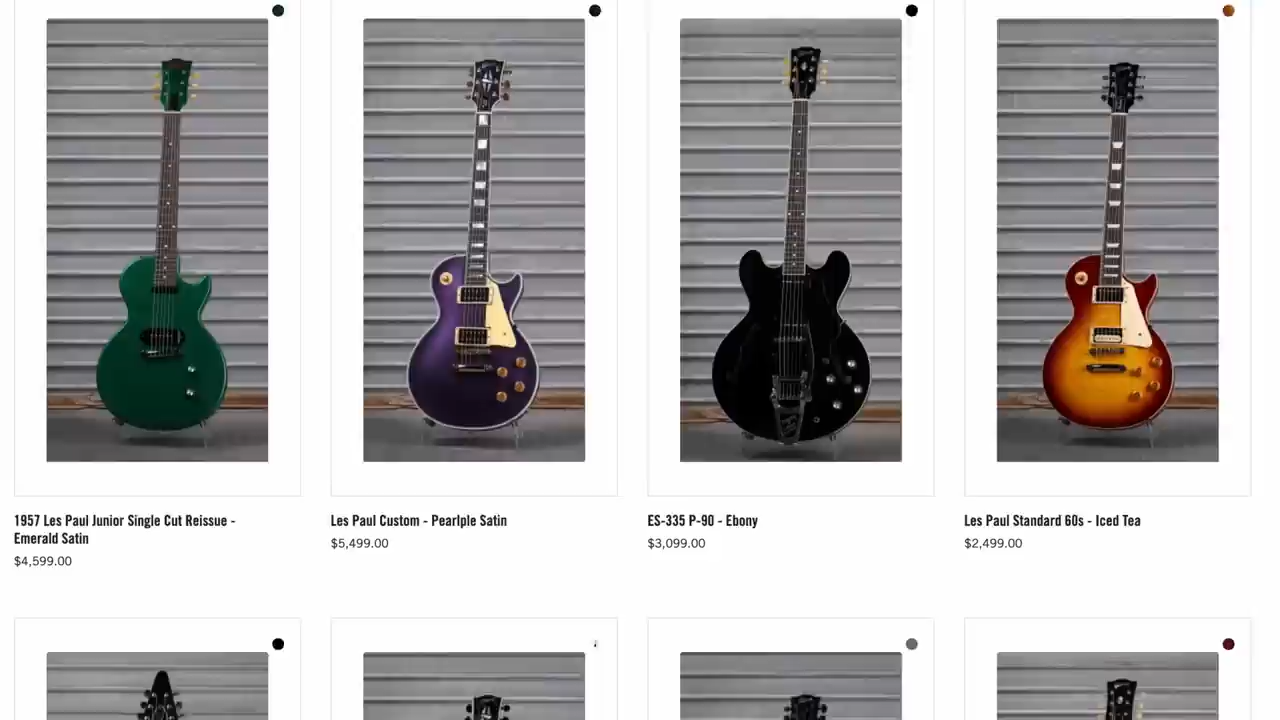 1957 Les Paul Junior Single Cut Reissue -
Emerald Satin
$4,599.00
Les Paul Custom - Pearlple Satin
$5,499.00
ES-335 P-90 - Ebony
$3,099.00
Les Paul Standard 60s - Iced Tea
$2,499.00